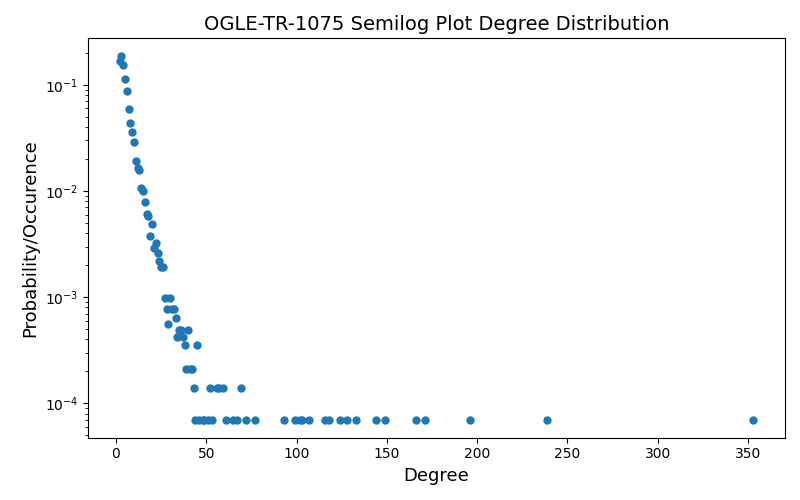 OGLE-TR-1075 Semilog Plot Degree Distribution
Probability/Occurence
10⁻¹
10⁻²
10⁻³
10⁻⁴
0 50 100 150 200 250 300 350
Degree